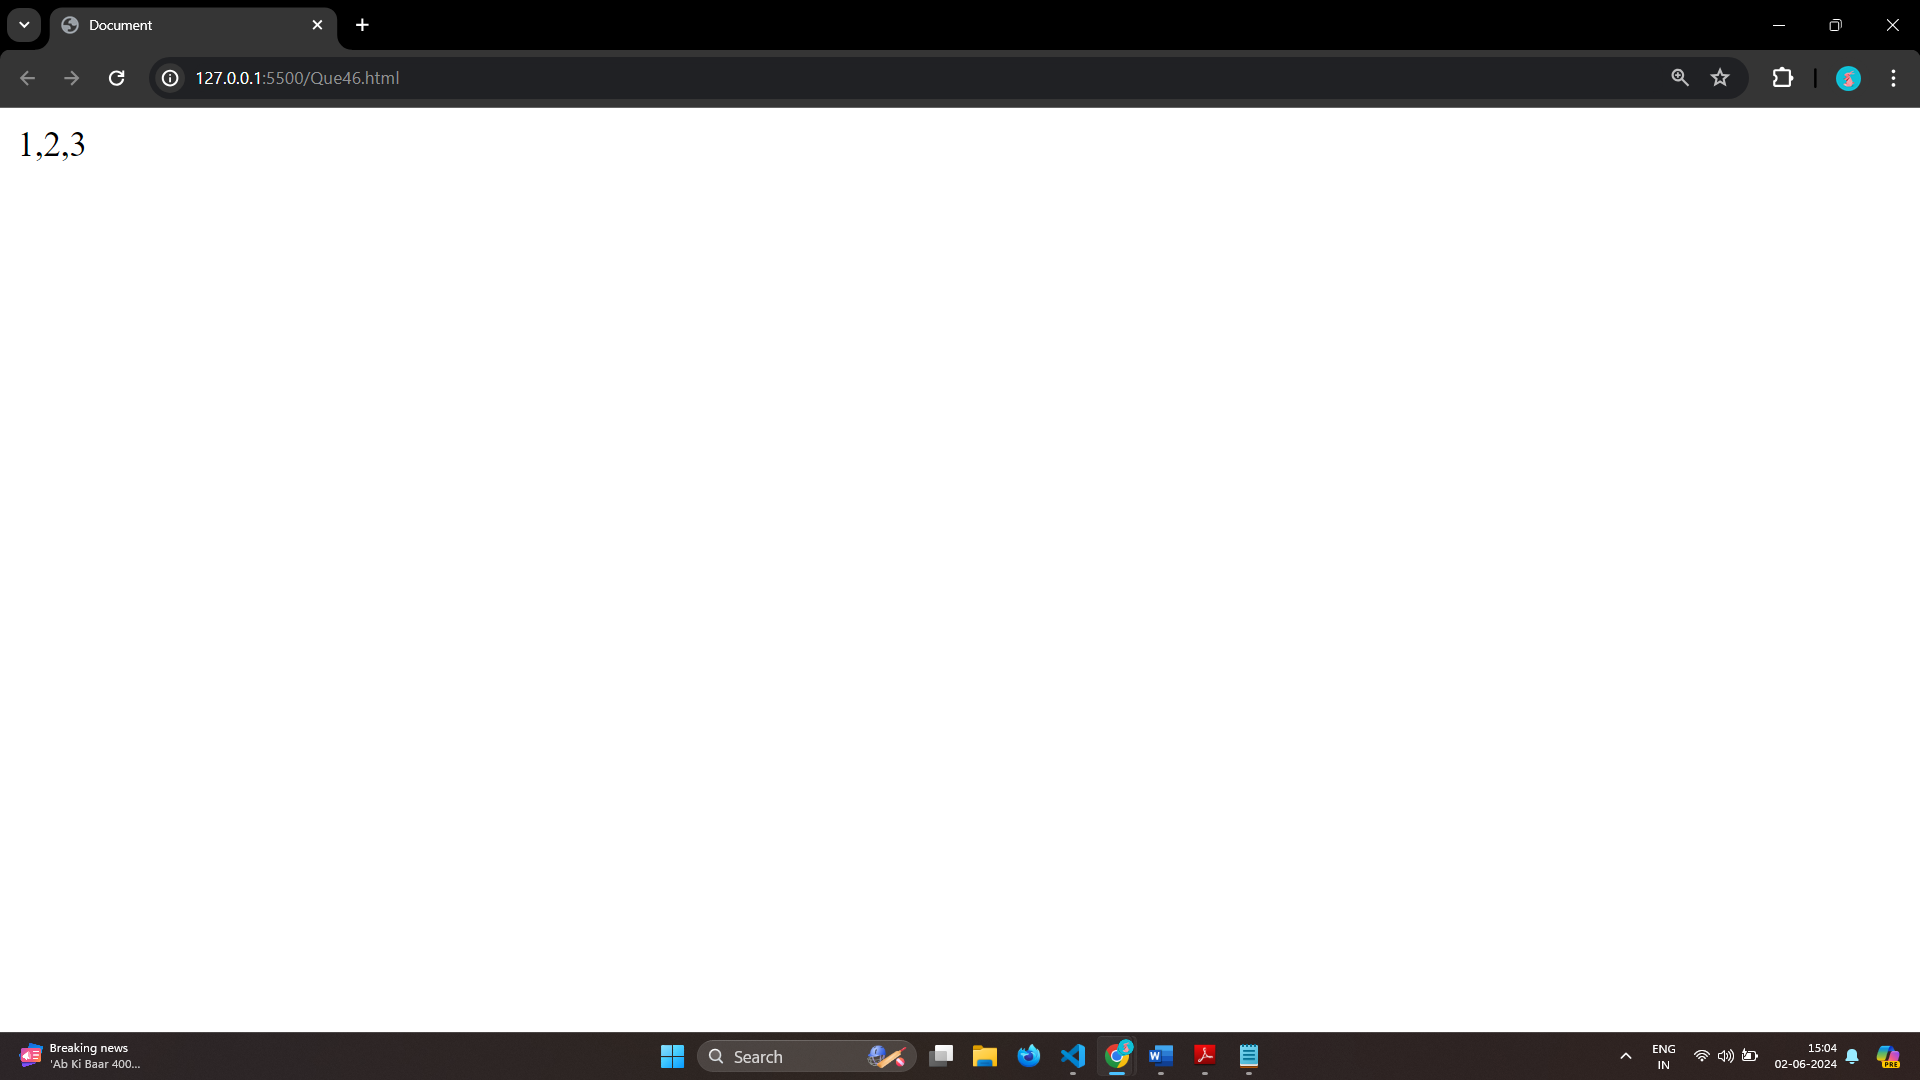 Document
127.0.0.1:5500/Que46.html
1,2,3
Breaking news
'Ab Ki Baar 400...
Search
ENG
IN
15:04
02-06-2024
PRE